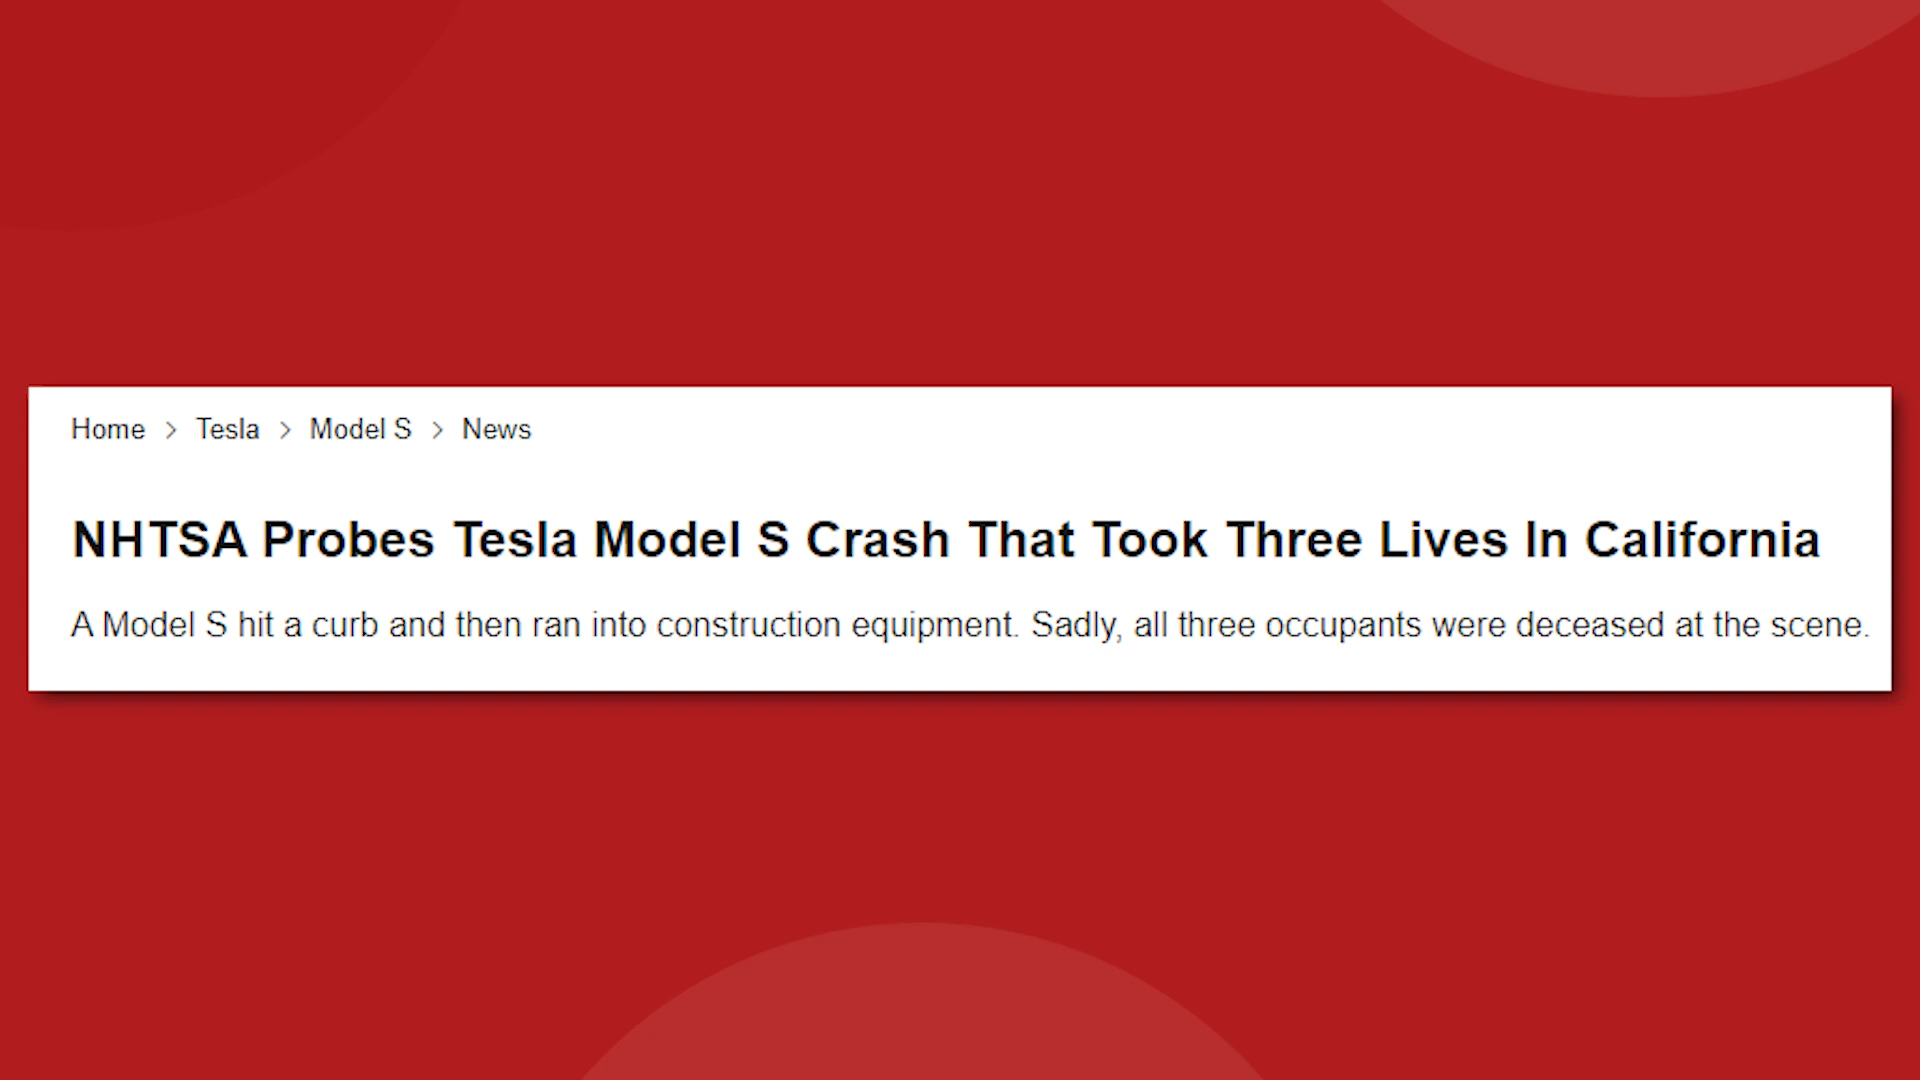 Home > Tesla > Model S > News
NHTSA Probes Tesla Model S Crash That Took Three Lives In California
A Model S hit a curb and then ran into construction equipment. Sadly, all three occupants were deceased at the scene.